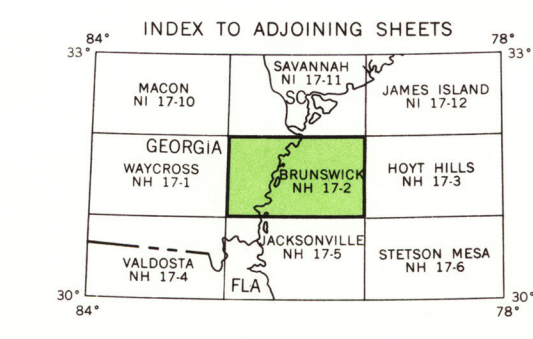 INDEX TO ADJOINING SHEETS
84°
78°
33°
33°
SAVANNAH
NI 17-11
MACON
NI 17-10
SC
JAMES ISLAND
NI 17-12
GEORGIA
WAYCROSS
NH 17-1
BRUNSWICK
NH 17-2
HOYT HILLS
NH 17-3
JACKSONVILLE
NH 17-5
VALDOSTA
NH 17-4
STETSON MESA
NH 17-6
FLA
30°
30°
84°
78°